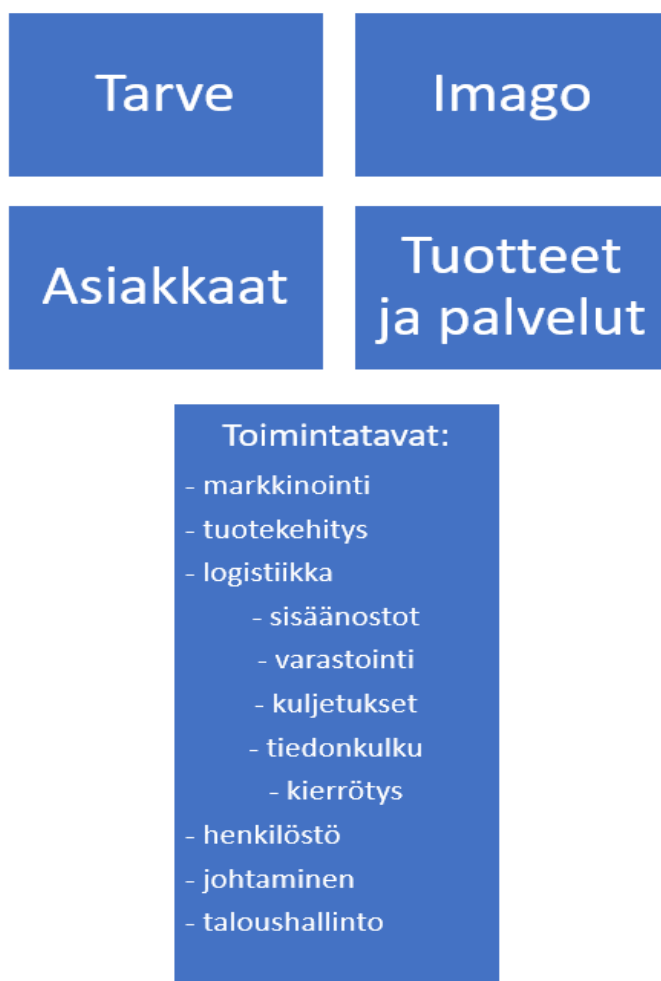 Tarve
Imago
Asiakkaat
Tuotteet
ja palvelut
Toimintatavat:
- markkinointi
- tuotekehitys
- logistiikka
- sisäänostot
- varastointi
- kuljetukset
- tiedonkulku
- kierrötys
- henkilöstö
- johtaminen
- taloushallinto